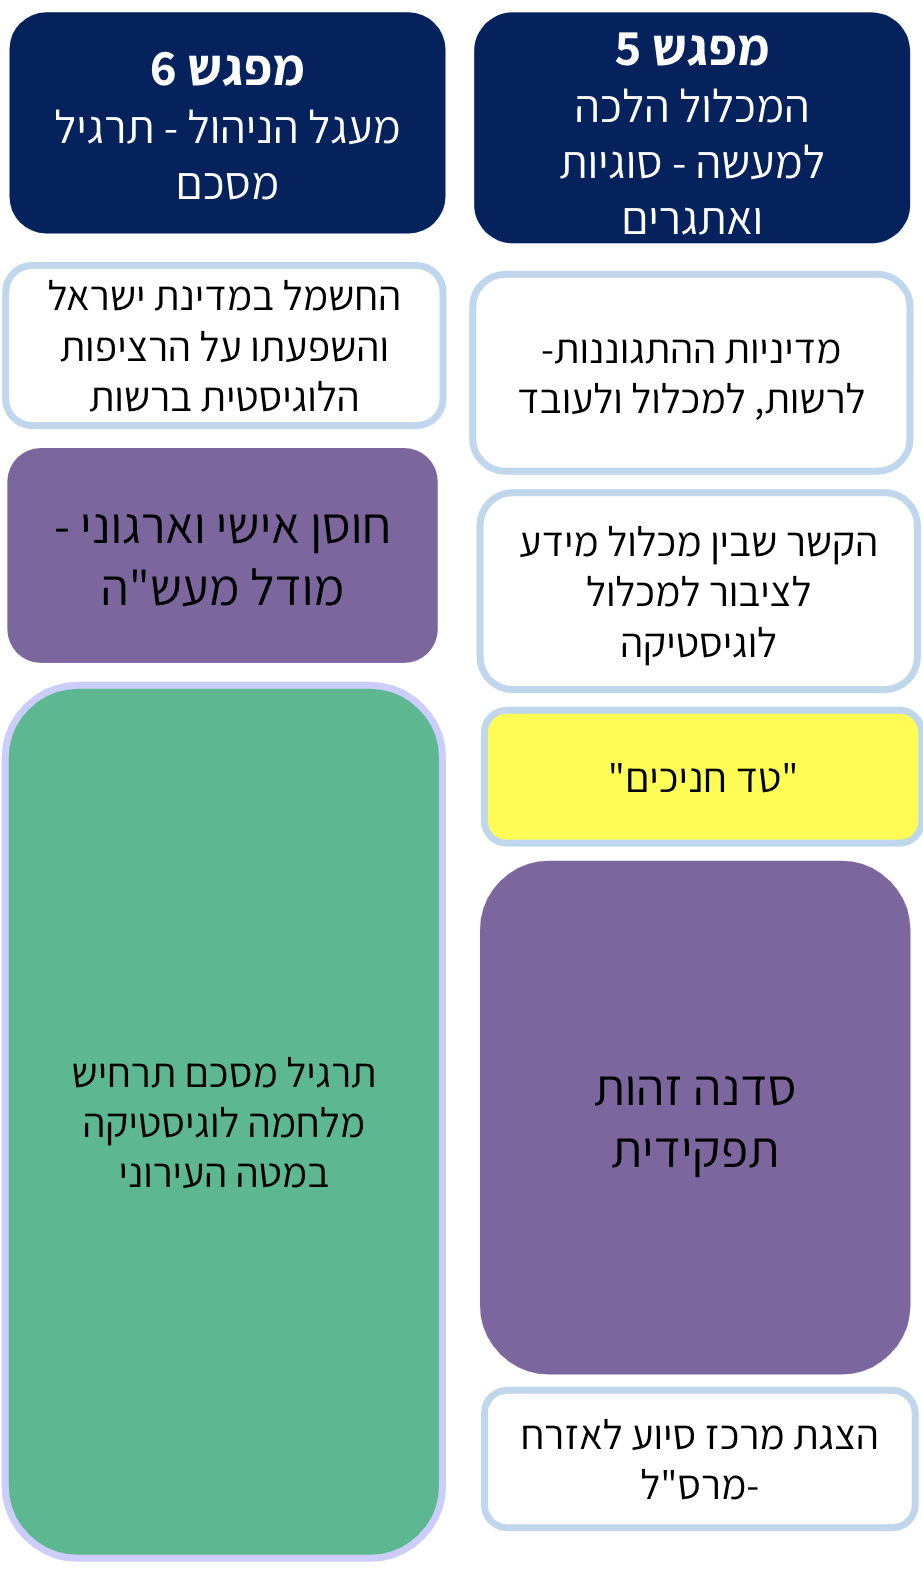 מפגש 5
המכלול הלכה
למעשה - סוגיות
ואתגרים
מדיניות ההתגוננות-
לרשות, למכלול ולעובד
הקשר שבין מכלול מידע
לציבור למכלול
לוגיסטיקה
"טד חניכים"
סדנה זהות
תפקידית
הצגת מרכז סיוע לאזרח
-מרס"ל
מפגש 6
מעגל הניהול - תרגיל
מסכם
החשמל במדינת ישראל
והשפעתו על הרציפות
הלוגיסטית ברשות
חוסן אישי וארגוני -
מודל מעש"ה
תרגיל מסכם תרחיש
מלחמה לוגיסטיקה
במטה העירוני